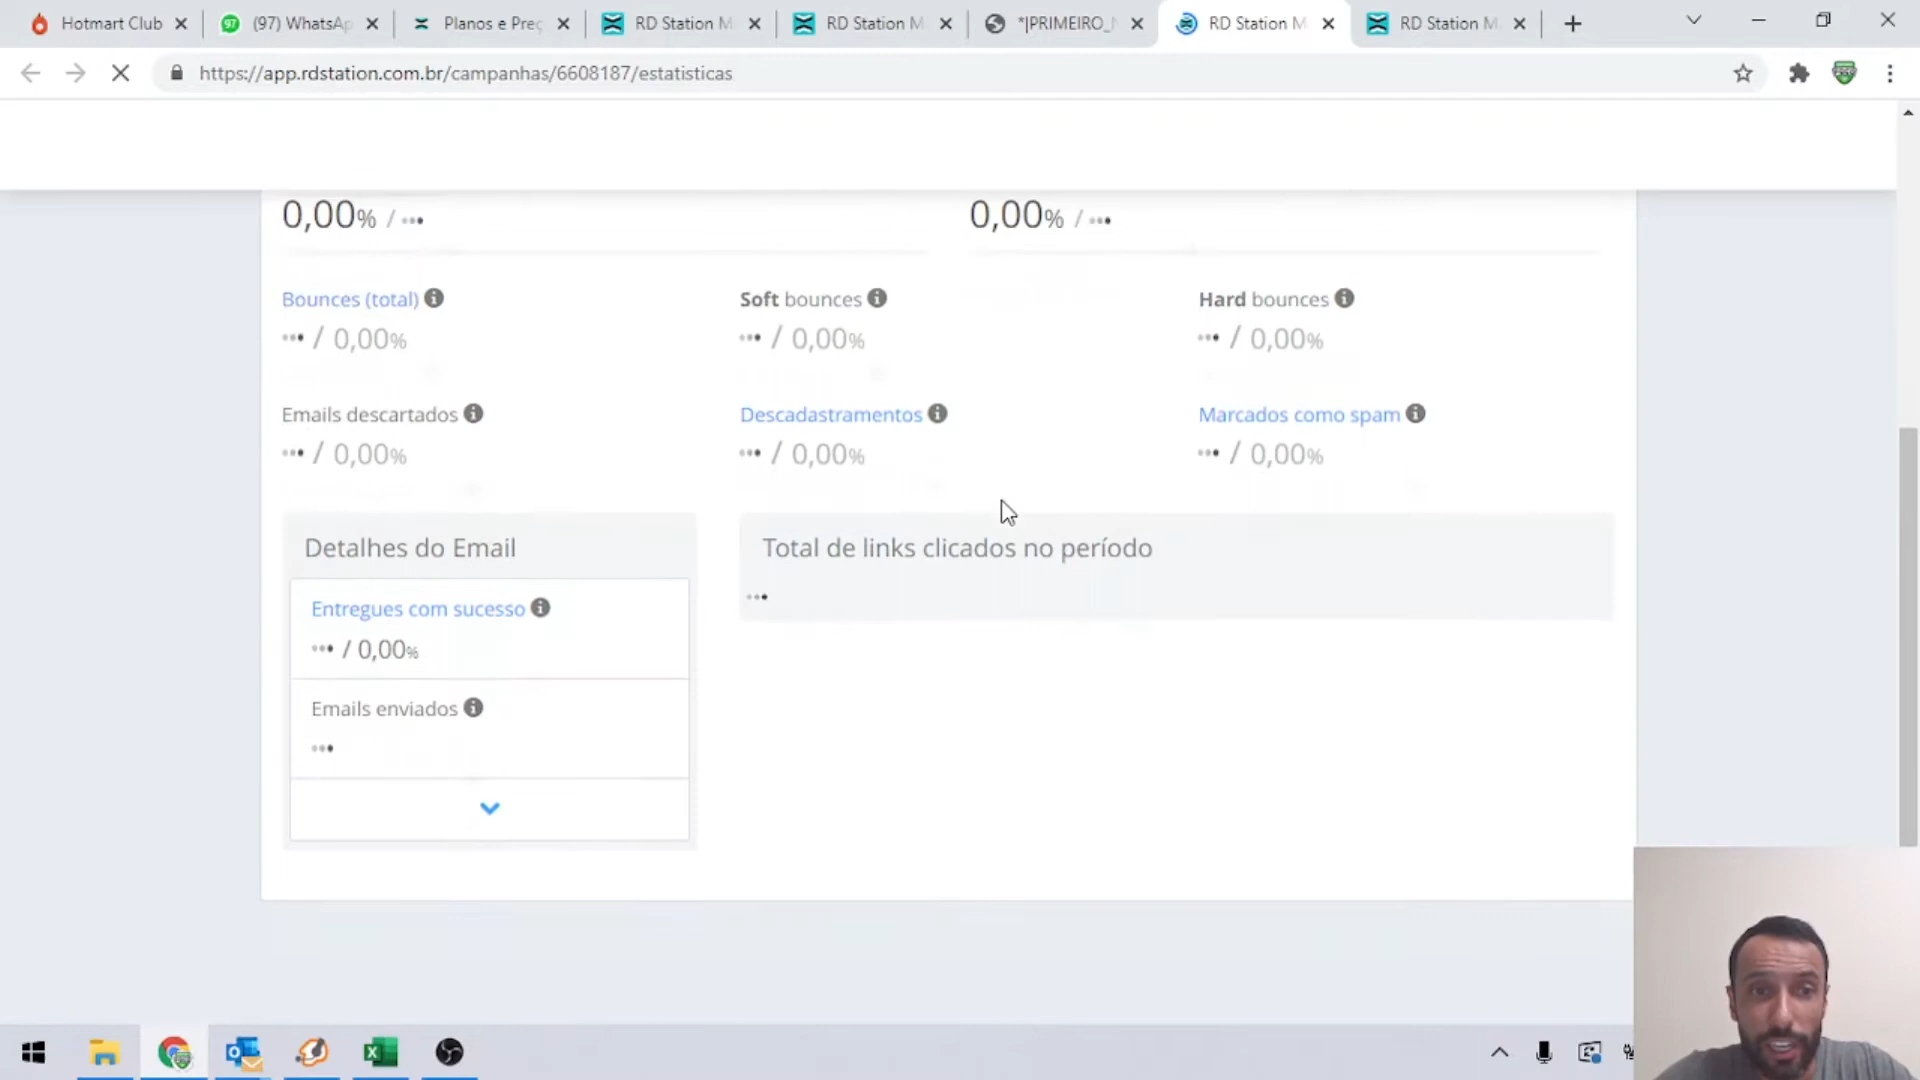 Hotmart Club
(97) WhatsAp
Planos e Preç
RD Station M
RD Station M
*|PRIMEIRO_N
RD Station M
RD Station M
https://app.rdstation.com.br/campanhas/6608187/estatisticas
0,00% / •••
0,00% / •••
Bounces (total)
Soft bounces
Hard bounces
••• / 0,00%
••• / 0,00%
••• / 0,00%
Emails descartados
Descadastramentos
Marcados como spam
••• / 0,00%
••• / 0,00%
••• / 0,00%
Detalhes do Email
Total de links clicados no período
Entregues com sucesso
••• / 0,00%
Emails enviados